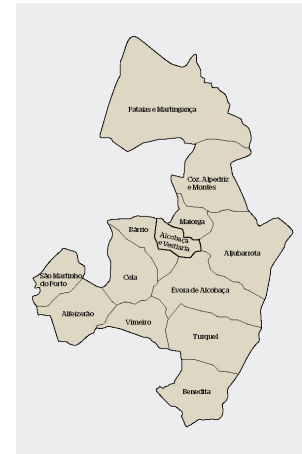 Pataias e Martingança
Coz, Alpedriz
e Montes
Maiorga
Bárrio
Alcobaça
e Vestiaria
Aljubarrota
São Martinho
do Porto
Cela
Évora de Alcobaça
Alfeizerão
Vimeiro
Turquel
Benedita